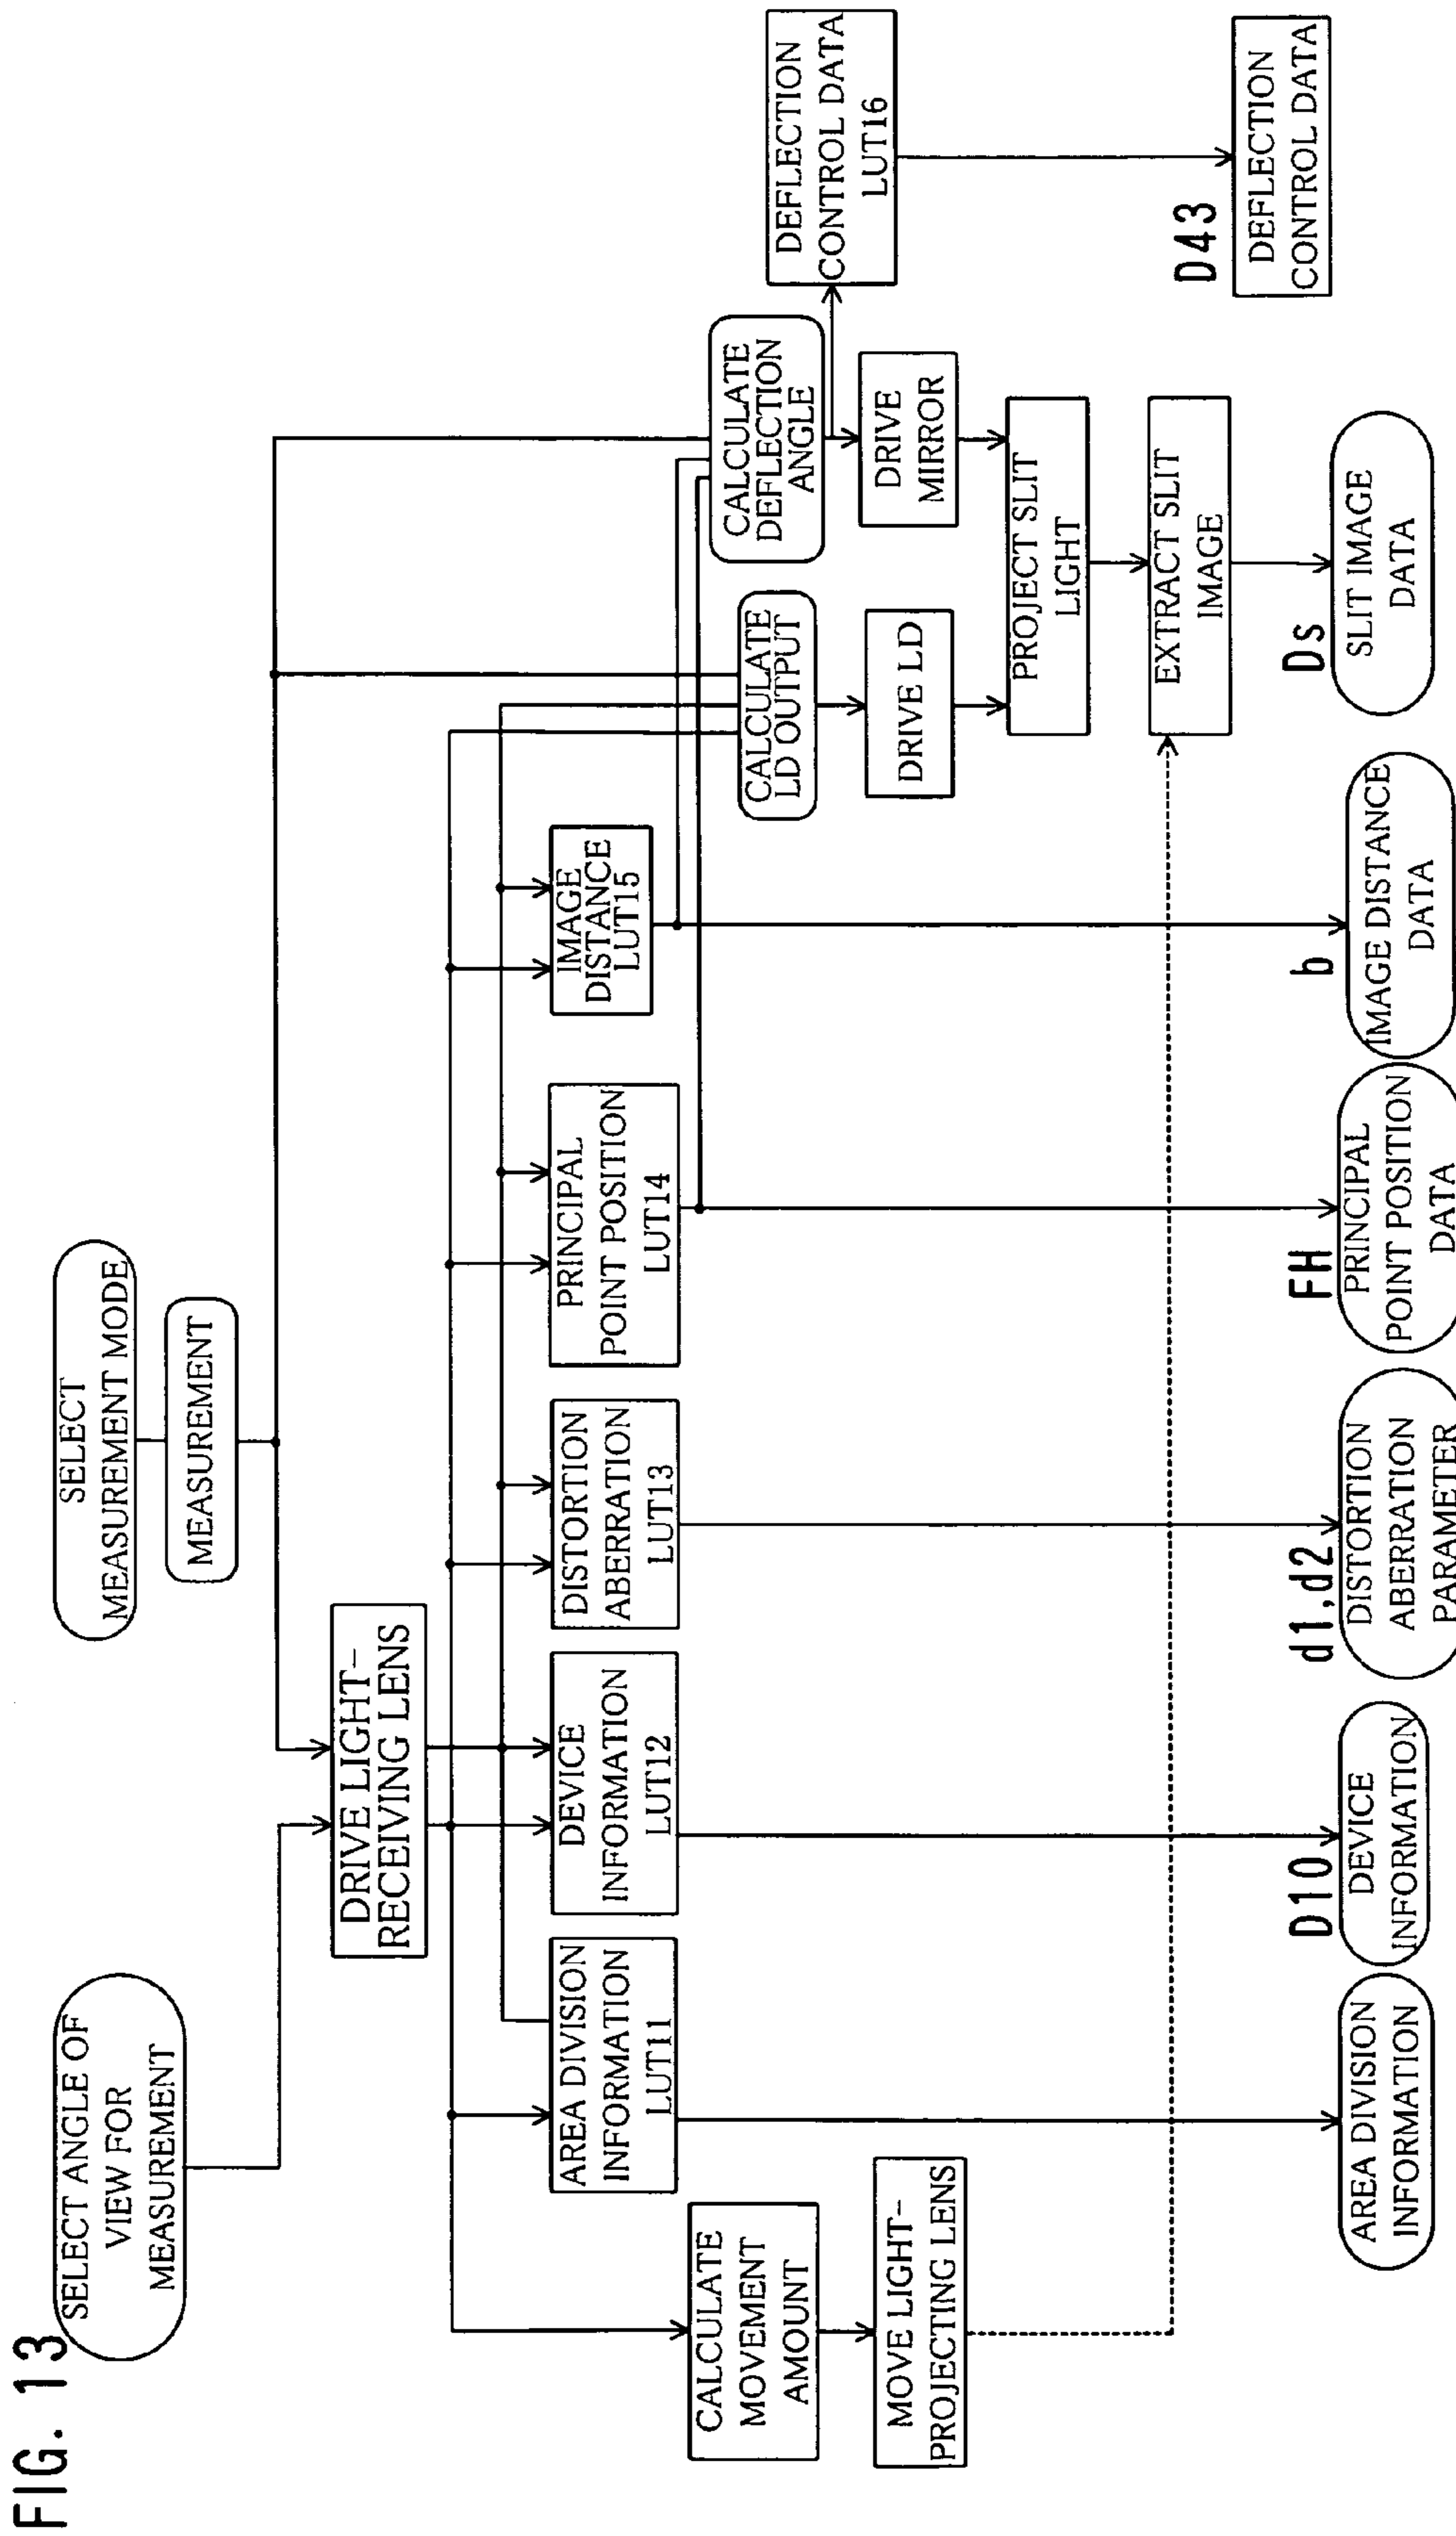 FIG. 13
SELECT ANGLE OF
VIEW FOR
MEASUREMENT
SELECT
MEASUREMENT MODE
MEASUREMENT
DRIVE LIGHT-
RECEIVING LENS
AREA DIVISION
INFORMATION
LUT11
DEVICE
INFORMATION
LUT12
DISTORTION
ABERRATION
LUT13
PRINCIPAL
POINT POSITION
LUT14
IMAGE
DISTANCE
LUT15
CALCULATE
MOVEMENT
AMOUNT
MOVE LIGHT-
PROJECTING LENS
CALCULATE
LD OUTPUT
DRIVE LD
CALCULATE
DEFLECTION
ANGLE
DRIVE
MIRROR
DEFLECTION
CONTROL DATA
LUT16
PROJECT SLIT
LIGHT
EXTRACT SLIT
IMAGE
AREA DIVISION
INFORMATION
D10
DEVICE
INFORMATION
d1,d2
DISTORTION
ABERRATION
PARAMETER
FH
PRINCIPAL
POINT POSITION
DATA
b
IMAGE DISTANCE
DATA
Ds
SLIT IMAGE
DATA
D43
DEFLECTION
CONTROL DATA